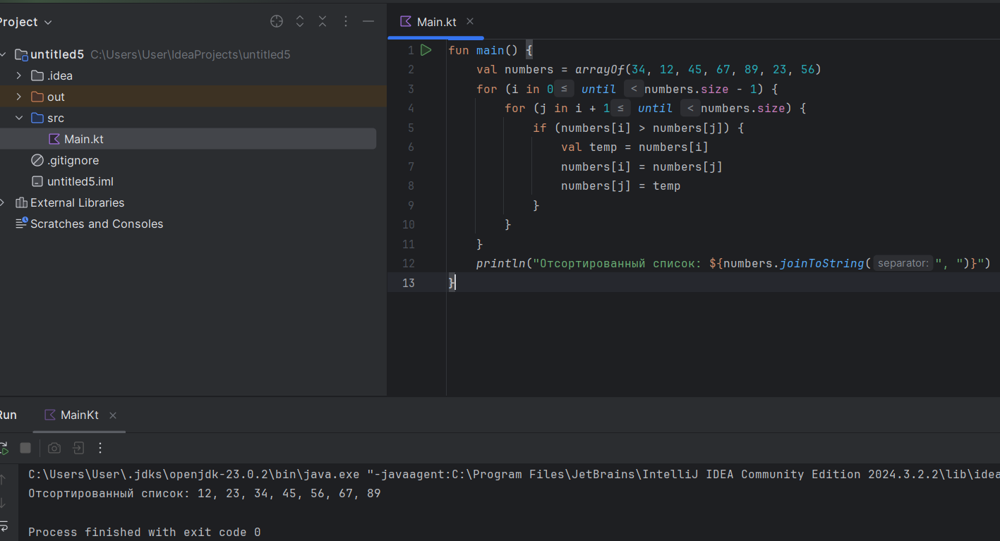 Project
untitled5 C:\Users\User\IdeaProjects\untitled5
.idea
out
src
Main.kt
.gitignore
untitled5.iml
External Libraries
Scratches and Consoles
Main.kt
1 fun main() {
2 val numbers = arrayOf(34, 12, 45, 67, 89, 23, 56)
3 for (i in 0 ≤ until < numbers.size - 1) {
4 for (j in i + 1 ≤ until < numbers.size) {
5 if (numbers[i] > numbers[j]) {
6 val temp = numbers[i]
7 numbers[i] = numbers[j]
8 numbers[j] = temp
9 }
10 }
11 }
12 println("Отсортированный список: ${numbers.joinToString( separator: ", ")}")
13 }
Run MainKt
C:\Users\User\.jdks\openjdk-23.0.2\bin\java.exe "-javaagent:C:\Program Files\JetBrains\IntelliJ IDEA Community Edition 2024.3.2.2\lib\idea
Отсортированный список: 12, 23, 34, 45, 56, 67, 89
Process finished with exit code 0